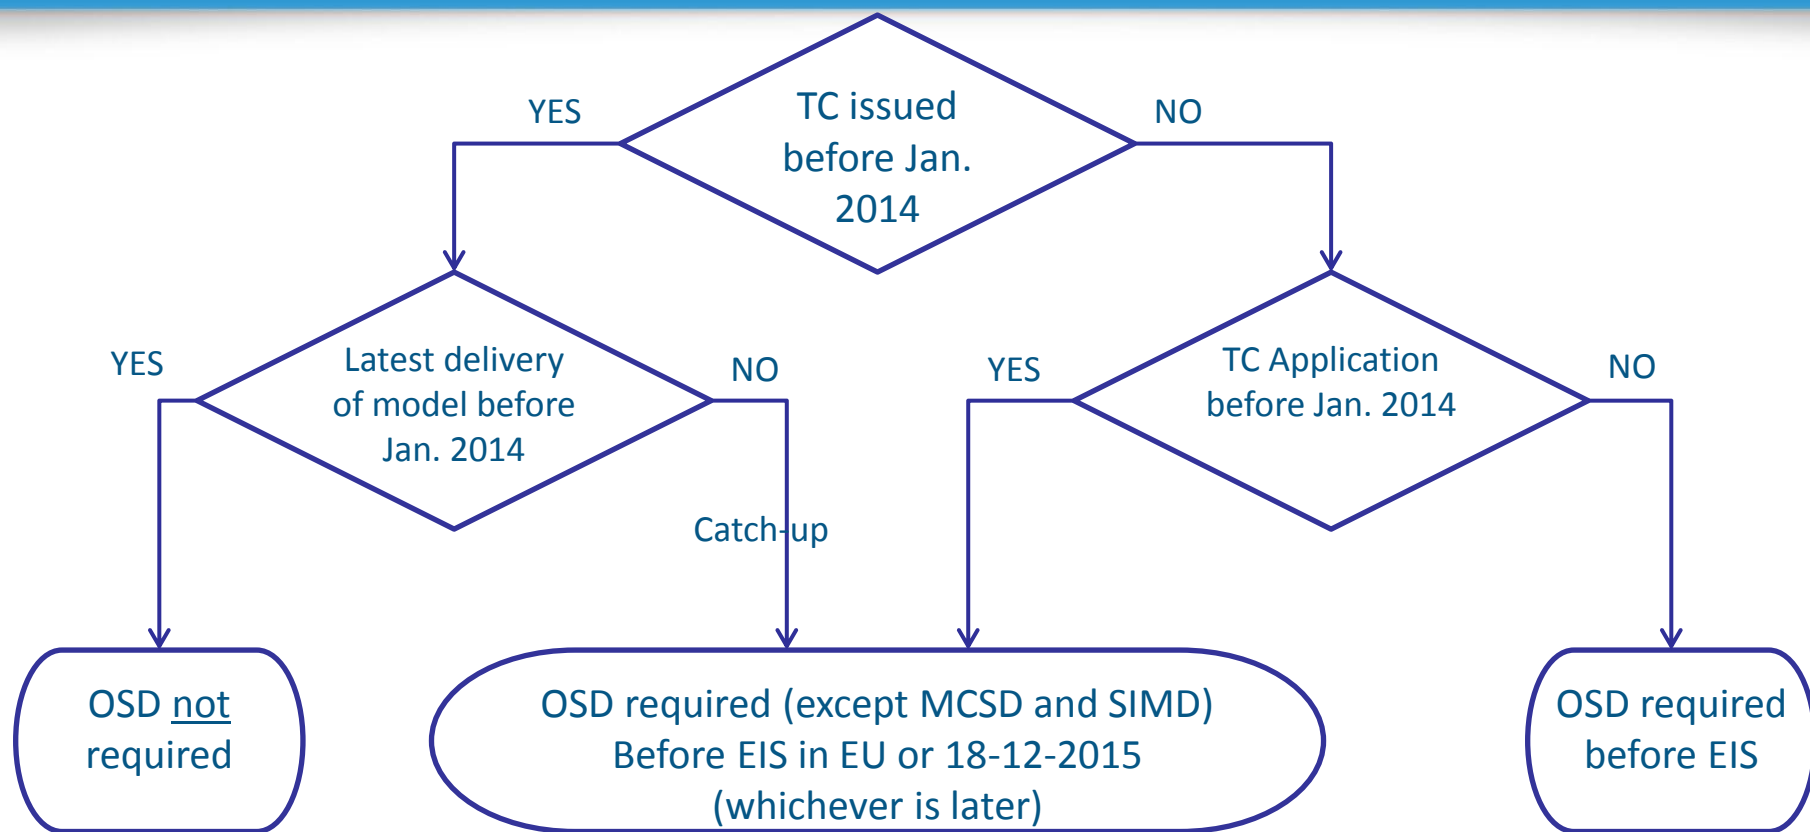 YES
TC issued
before Jan.
2014
NO
YES
Latest delivery
of model before
Jan. 2014
NO
YES
TC Application
before Jan. 2014
NO
Catch-up
OSD not
required
OSD required (except MCSD and SIMD)
Before EIS in EU or 18-12-2015
(whichever is later)
OSD required
before EIS